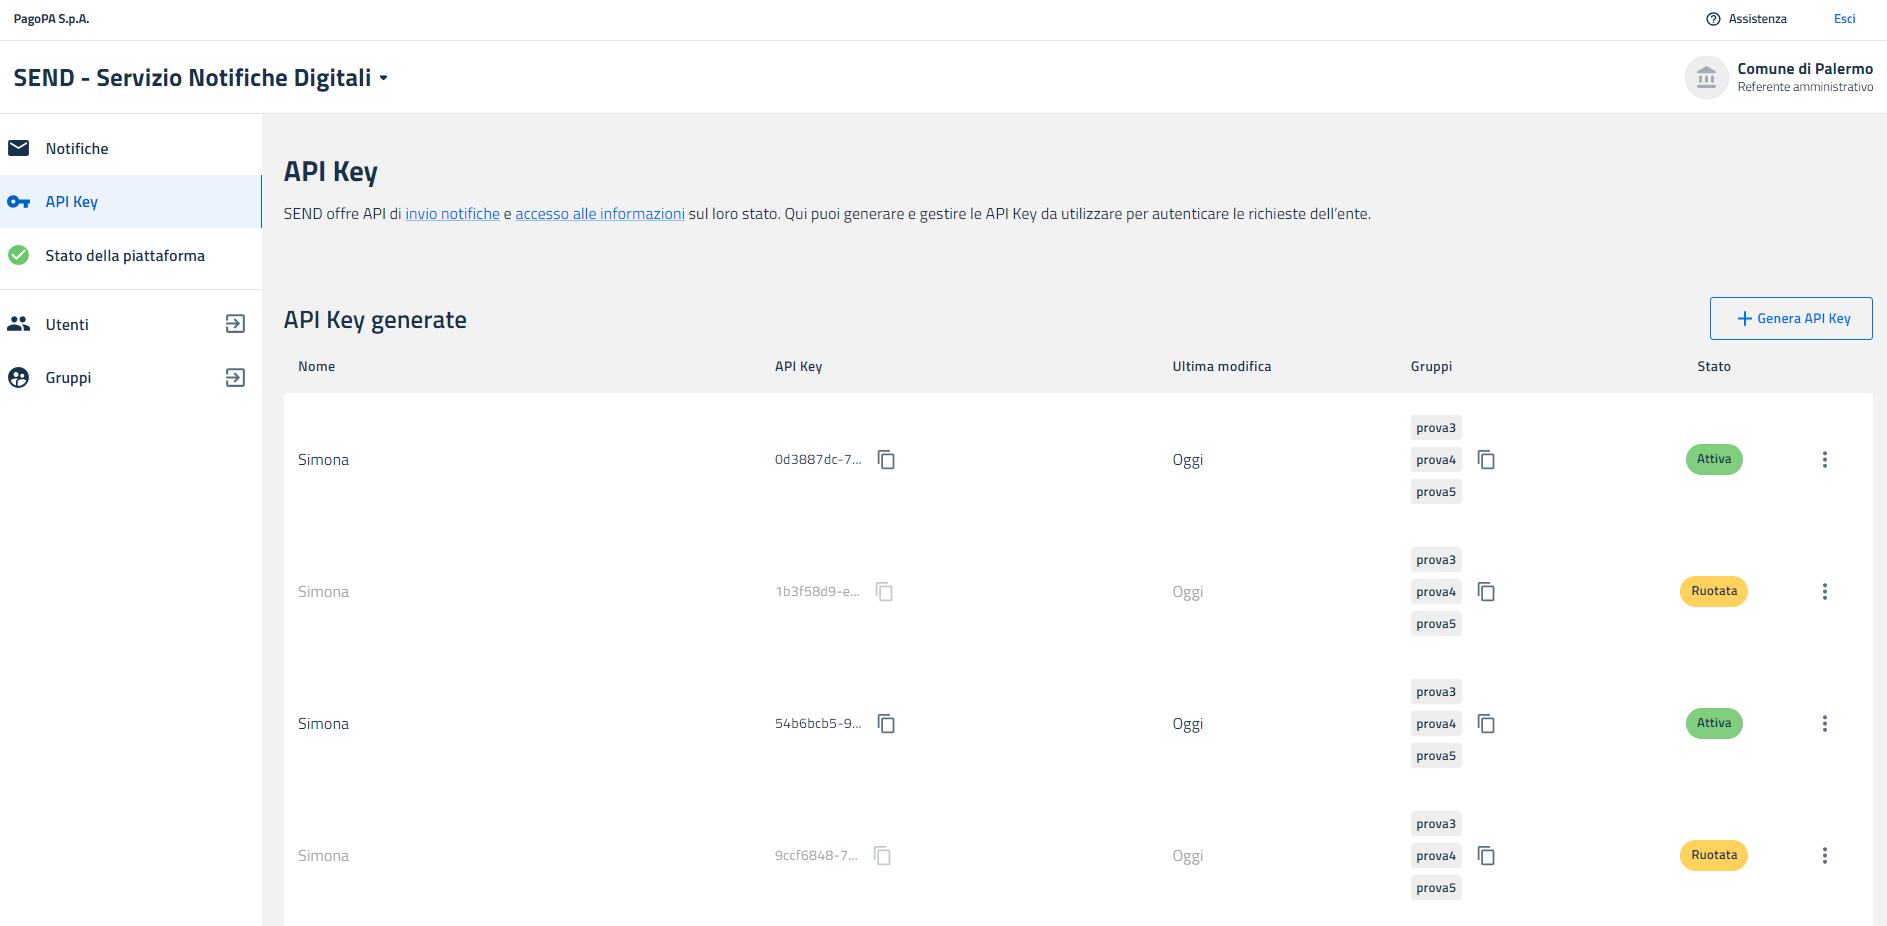 PagoPA S.p.A.
Assistenza
Esci
SEND - Servizio Notifiche Digitali
Comune di Palermo
Referente amministrativo
Notifiche
API Key
Stato della piattaforma
Utenti
Gruppi
API Key
SEND offre API di invio notifiche e accesso alle informazioni sul loro stato. Qui puoi generare e gestire le API Key da utilizzare per autenticare le richieste dell’ente.
API Key generate
Genera API Key
Nome API Key Ultima modifica Gruppi Stato
prova3
Simona 0d3887dc-7... Oggi prova4 Attiva
prova5
prova3
Simona 1b3f58d9-e... Oggi prova4 Ruotata
prova5
prova3
Simona 54b6bcb5-9... Oggi prova4 Attiva
prova5
prova3
Simona 9ccf6848-7... Oggi prova4 Ruotata
prova5